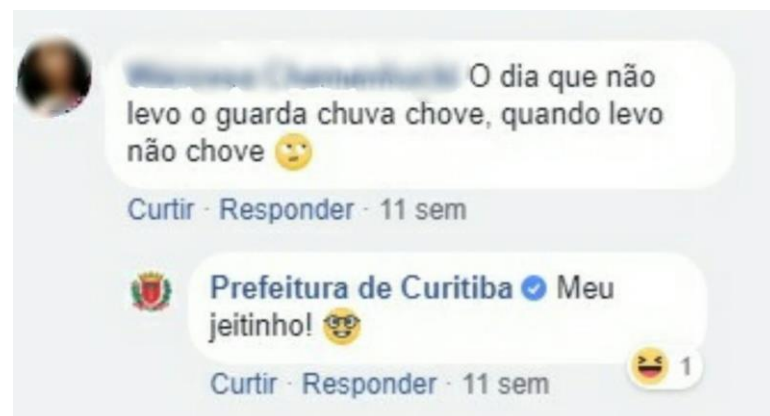 O dia que não
levo o guarda chuva chove, quando levo
não chove 🙄
Curtir · Responder · 11 sem
Prefeitura de Curitiba Meu
jeitinho! 🤓
Curtir · Responder · 11 sem
1